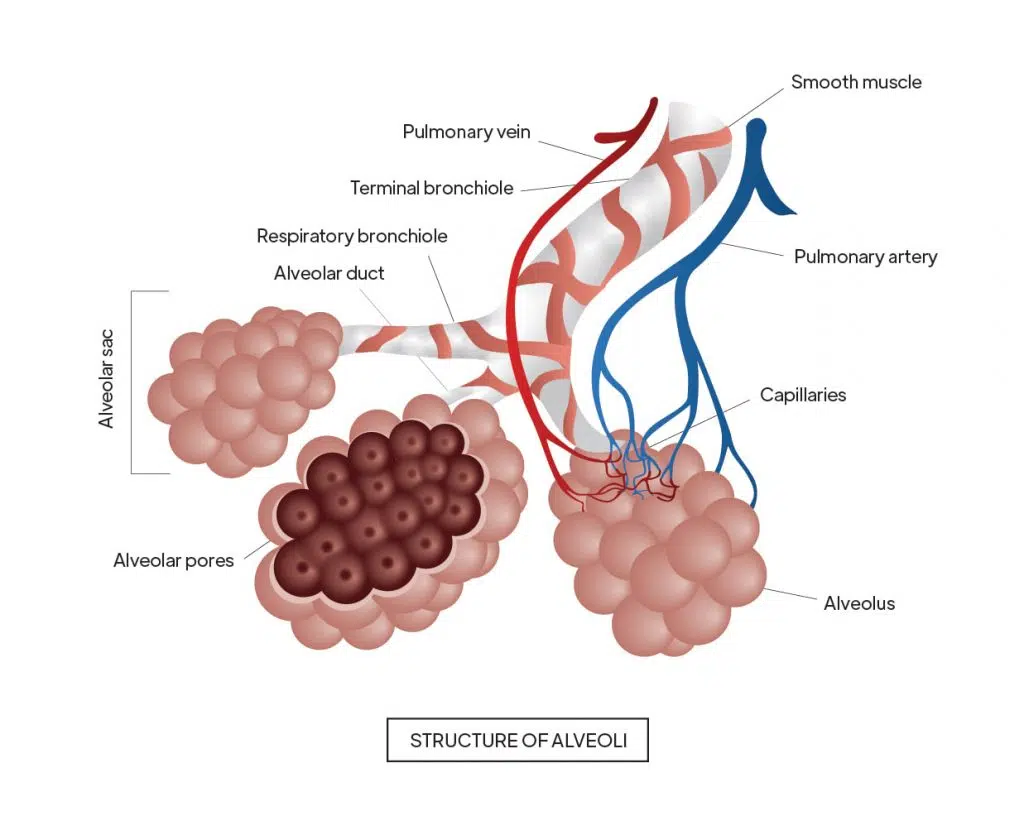 Smooth muscle
Pulmonary vein
Terminal bronchiole
Respiratory bronchiole
Pulmonary artery
Alveolar duct
Alveolar sac
Capillaries
Alveolar pores
Alveolus
STRUCTURE OF ALVEOLI